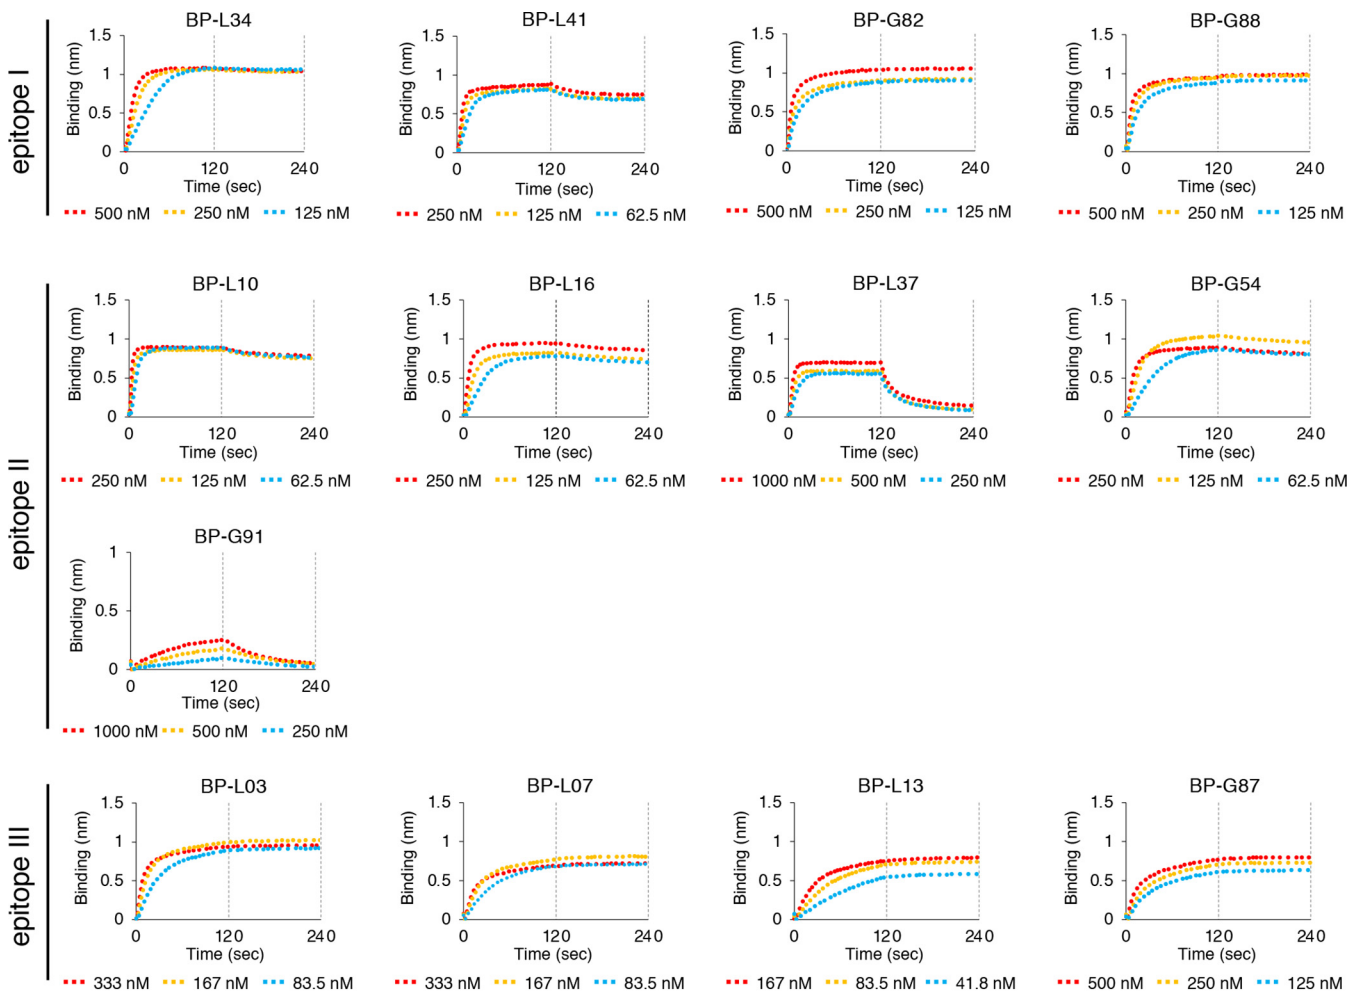 epitope I
BP-L34
Binding (nm)
1.5
1
0.5
0
0 120 240
Time (sec)
500 nM 250 nM 125 nM
BP-L41
Binding (nm)
1.5
1
0.5
0
0 120 240
Time (sec)
250 nM 125 nM 62.5 nM
BP-G82
Binding (nm)
1.5
1
0.5
0
0 120 240
Time (sec)
500 nM 250 nM 125 nM
BP-G88
Binding (nm)
1.5
1
0.5
0
0 120 240
Time (sec)
500 nM 250 nM 125 nM
epitope II
BP-L10
Binding (nm)
1.5
1
0.5
0
0 120 240
Time (sec)
250 nM 125 nM 62.5 nM
BP-L16
Binding (nm)
1.5
1
0.5
0
0 120 240
Time (sec)
250 nM 125 nM 62.5 nM
BP-L37
Binding (nm)
1.5
1
0.5
0
0 120 240
Time (sec)
1000 nM 500 nM 250 nM
BP-G54
Binding (nm)
1.5
1
0.5
0
0 120 240
Time (sec)
250 nM 125 nM 62.5 nM
BP-G91
Binding (nm)
1
0.5
0
0 120 240
Time (sec)
1000 nM 500 nM 250 nM
epitope III
BP-L03
Binding (nm)
1.5
1
0.5
0
0 120 240
Time (sec)
333 nM 167 nM 83.5 nM
BP-L07
Binding (nm)
1.5
1
0.5
0
0 120 240
Time (sec)
333 nM 167 nM 83.5 nM
BP-L13
Binding (nm)
1.5
1
0.5
0
0 120 240
Time (sec)
167 nM 83.5 nM 41.8 nM
BP-G87
Binding (nm)
1.5
1
0.5
0
0 120 240
Time (sec)
500 nM 250 nM 125 nM